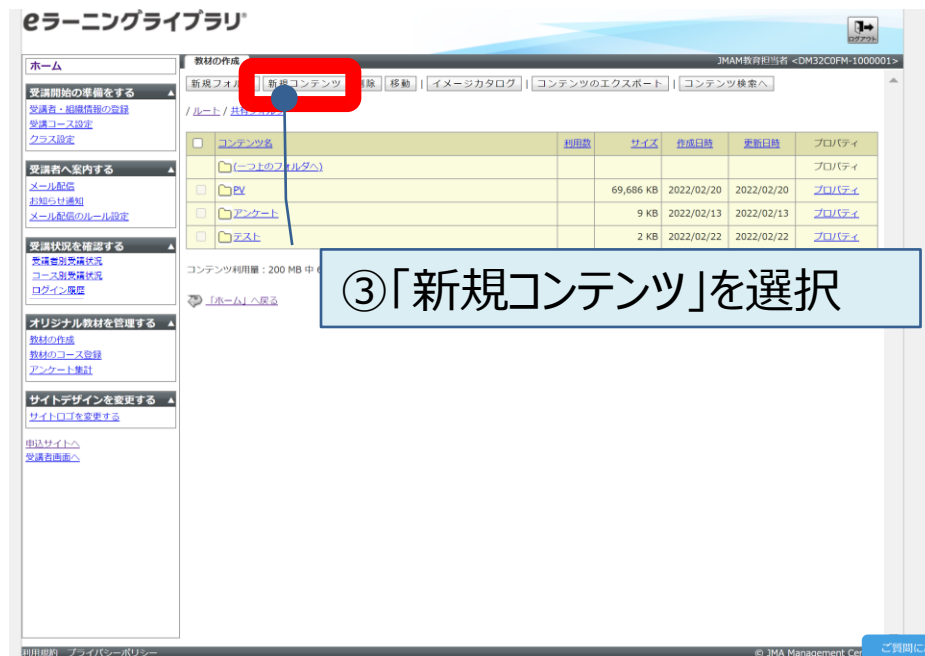 eラーニングライブラリ®
ログアウト
ホーム
教材の作成
JMAM教育担当者 <DM32C0FM-1000001>
新規フォル 新規コンテンツ 削除 移動 | イメージカタログ | コンテンツのエクスポート | コンテンツ検索へ
/ ルート / 共有フォルダ
受講開始の準備をする
受講者・組織情報の登録
受講コース設定
クラス設定
受講者へ案内する
メール配信
お知らせ通知
メール配信のルール設定
受講状況を確認する
受講者別受講状況
コース別受講状況
ログイン履歴
オリジナル教材を管理する
教材の作成
教材のコース登録
アンケート集計
サイトデザインを変更する
サイトロゴを変更する
申込サイトへ
受講者画面へ
コンテンツ名 利用数 サイズ 作成日時 更新日時 プロパティ
(一つ上のフォルダへ) プロパティ
PV 69,686 KB 2022/02/20 2022/02/20 プロパティ
アンケート 9 KB 2022/02/13 2022/02/13 プロパティ
テスト 2 KB 2022/02/22 2022/02/22 プロパティ
コンテンツ利用量：200 MB 中
「ホーム」へ戻る
③「新規コンテンツ」を選択
利用規約 プライバシーポリシー
© JMA Management Cen
ご質問に